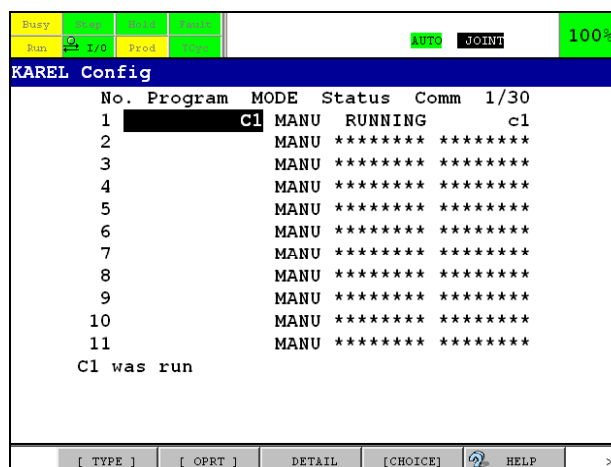 Busy Step Hold Fault
Run I/O Prod TCyc
AUTO JOINT 100%
KAREL Config
No. Program MODE Status Comm 1/30
1 C1 MANU RUNNING c1
2 MANU ******** ********
3 MANU ******** ********
4 MANU ******** ********
5 MANU ******** ********
6 MANU ******** ********
7 MANU ******** ********
8 MANU ******** ********
9 MANU ******** ********
10 MANU ******** ********
11 MANU ******** ********
C1 was run
[ TYPE ] [ OPRT ] DETAIL [CHOICE] HELP >